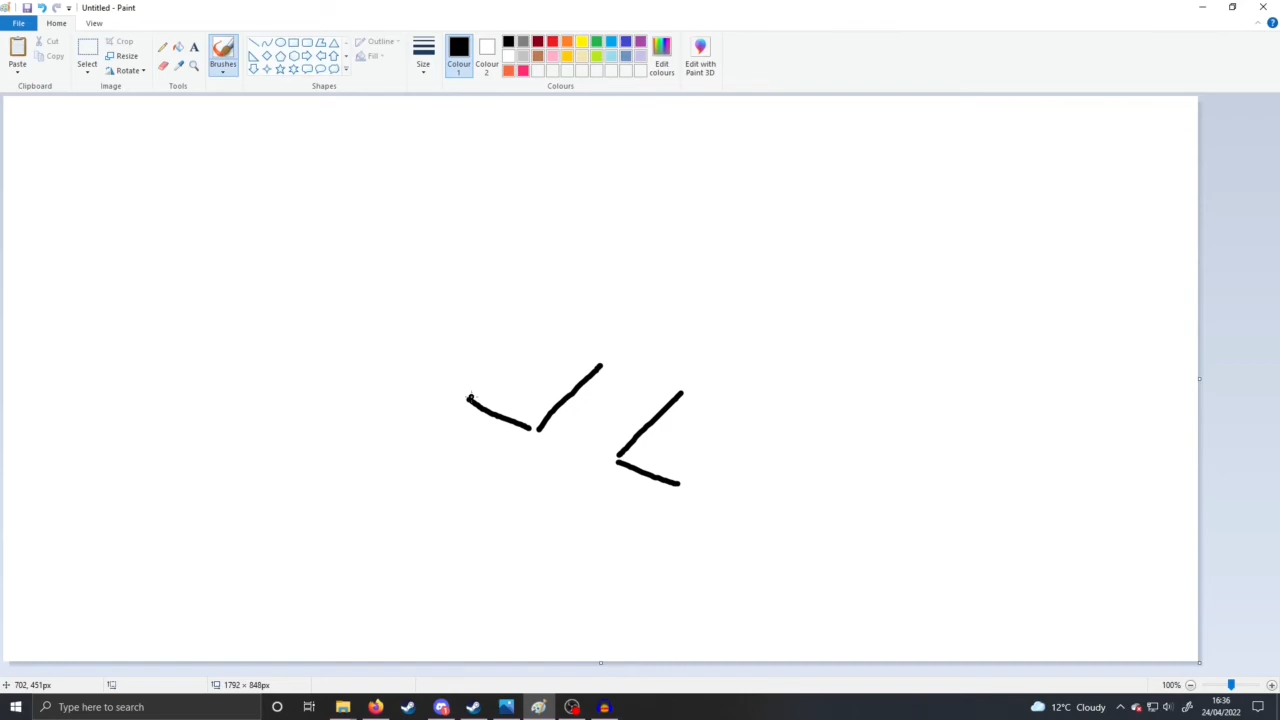 Untitled - Paint
File Home View
Paste Cut Copy Select Crop Resize Rotate A Brushes Outline Fill Size Colour 1 Colour 2 Edit colours Edit with Paint 3D
Clipboard Image Tools Shapes Colours
702, 451px 1792 × 848px 100%
Type here to search 12°C Cloudy 16:36 24/04/2022